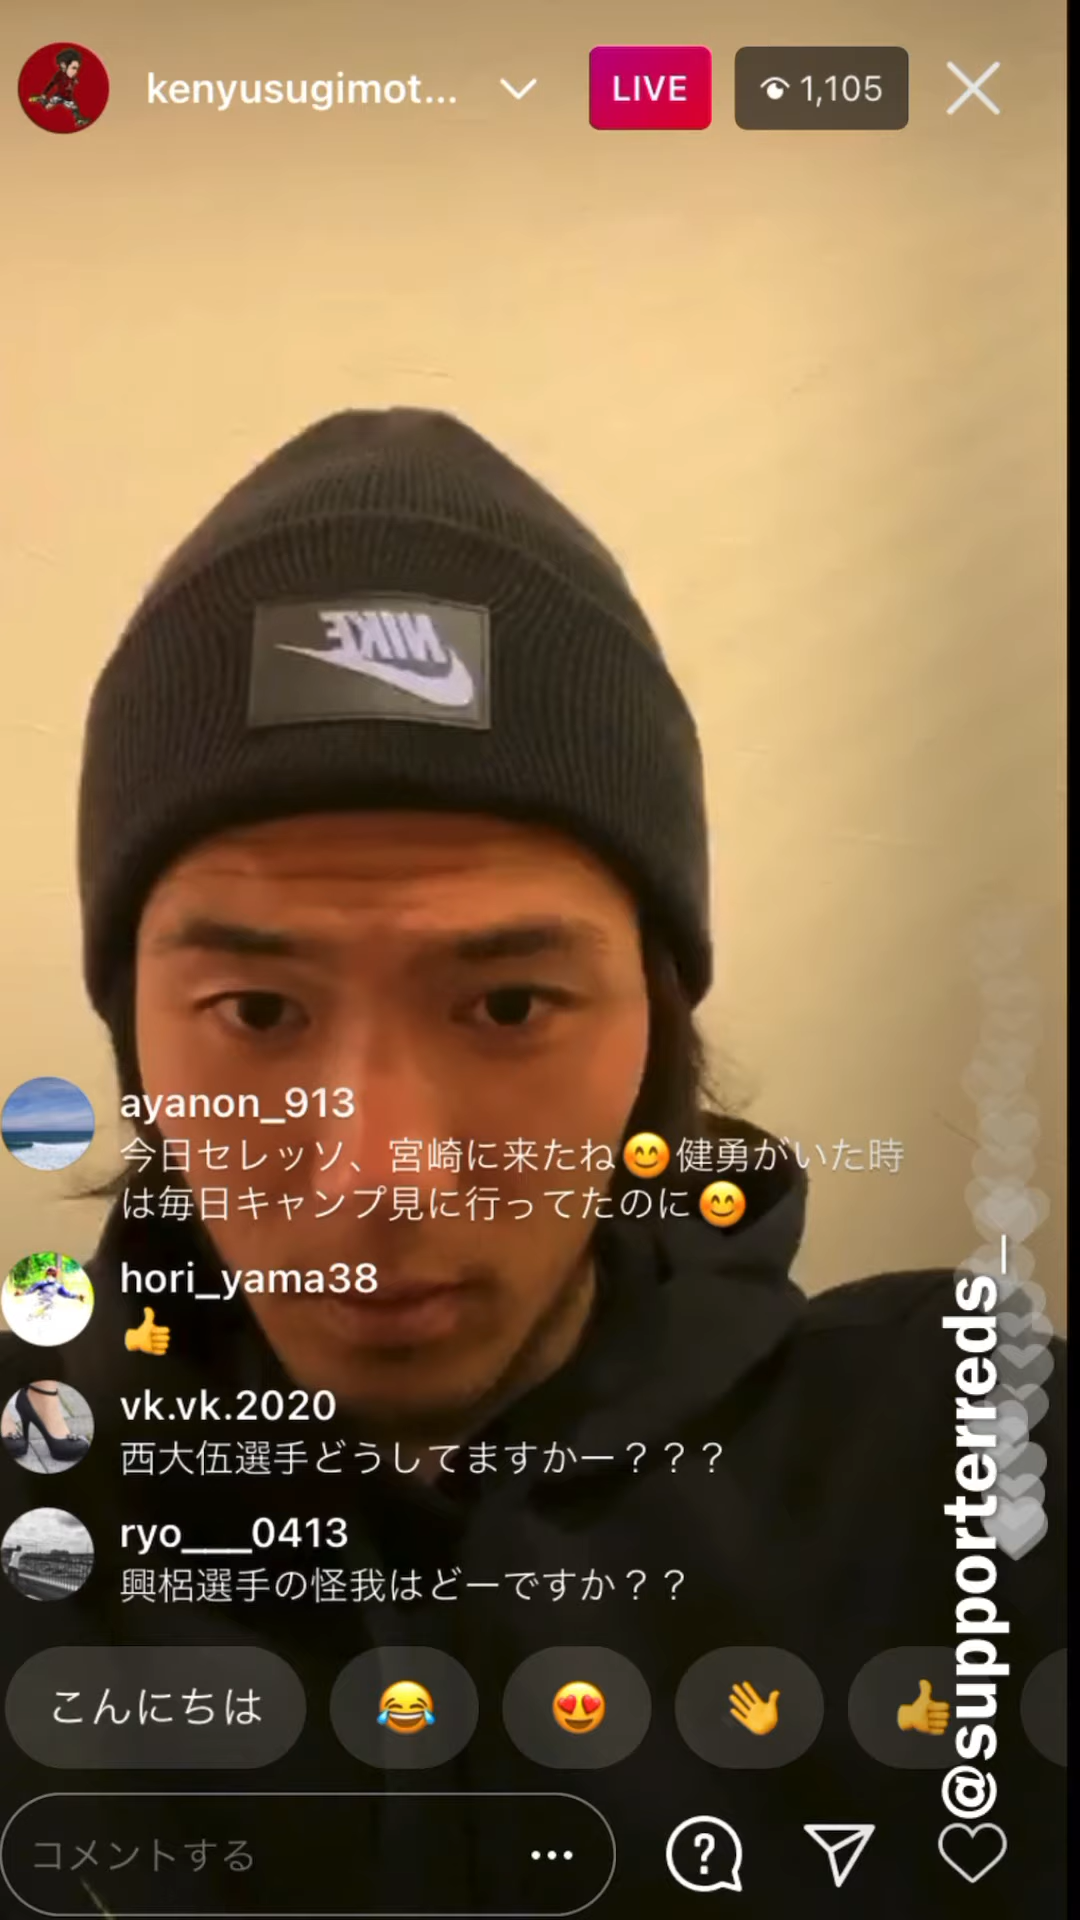 kenyusugimot...
LIVE
1,105
NIKE
ayanon_913
今日セレッソ、宮崎に来たね😊健勇がいた時
は毎日キャンプ見に行ってたのに😊
hori_yama38
👍
vk.vk.2020
西大伍選手どうしてますかー？？？
ryo___0413
興梠選手の怪我はどーですか？？
こんにちは
😂
😍
👋
👍
コメントする
@supporterreds_